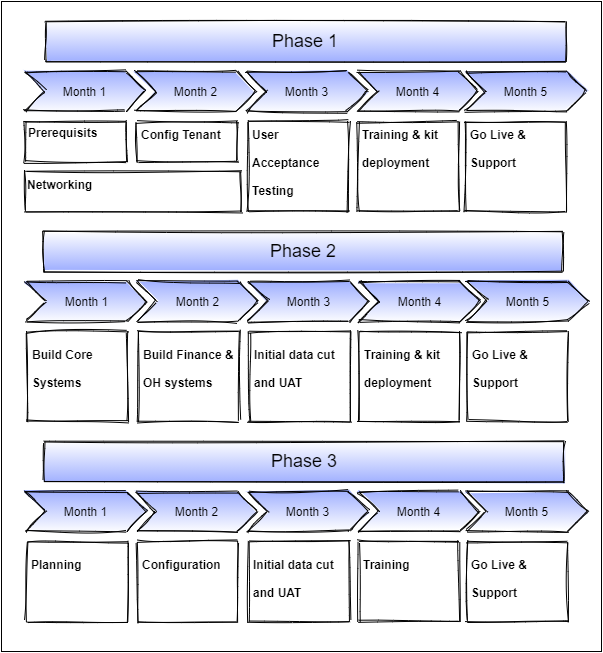 Phase 1
Month 1
Month 2
Month 3
Month 4
Month 5
Prerequisits
Config Tenant
User
Acceptance
Testing
Training & kit
deployment
Go Live &
Support
Networking
Phase 2
Month 1
Month 2
Month 3
Month 4
Month 5
Build Core
Systems
Build Finance &
OH systems
Initial data cut
and UAT
Training & kit
deployment
Go Live &
Support
Phase 3
Month 1
Month 2
Month 3
Month 4
Month 5
Planning
Configuration
Initial data cut
and UAT
Training
Go Live &
Support